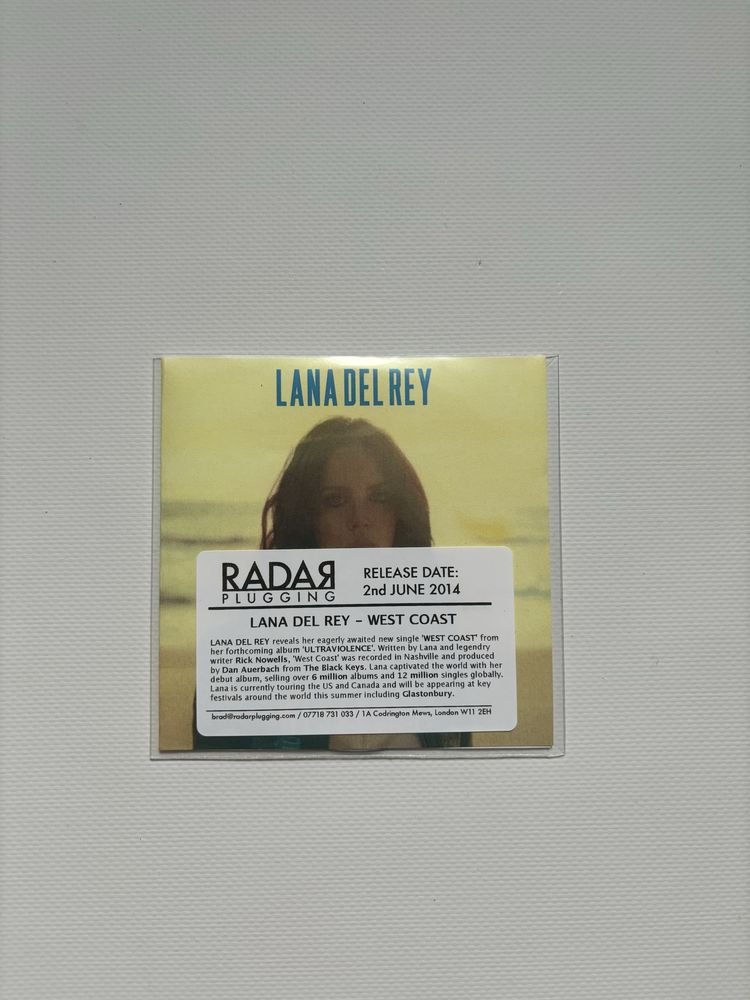 LANA DEL REY
RADAR
PLUGGING
RELEASE DATE:
2nd JUNE 2014
LANA DEL REY – WEST COAST
LANA DEL REY reveals her eagerly awaited new single 'WEST COAST' from
her forthcoming album 'ULTRAVIOLENCE'. Written by Lana and legendry
writer Rick Nowells, 'West Coast' was recorded in Nashville and produced
by Dan Auerbach from The Black Keys. Lana captivated the world with her
debut album, selling over 6 million albums and 12 million singles globally.
Lana is currently touring the US and Canada and will be appearing at key
festivals around the world this summer including Glastonbury.
brad@radarplugging.com / 07718 731 033 / 1A Codrington Mews, London W11 2EH